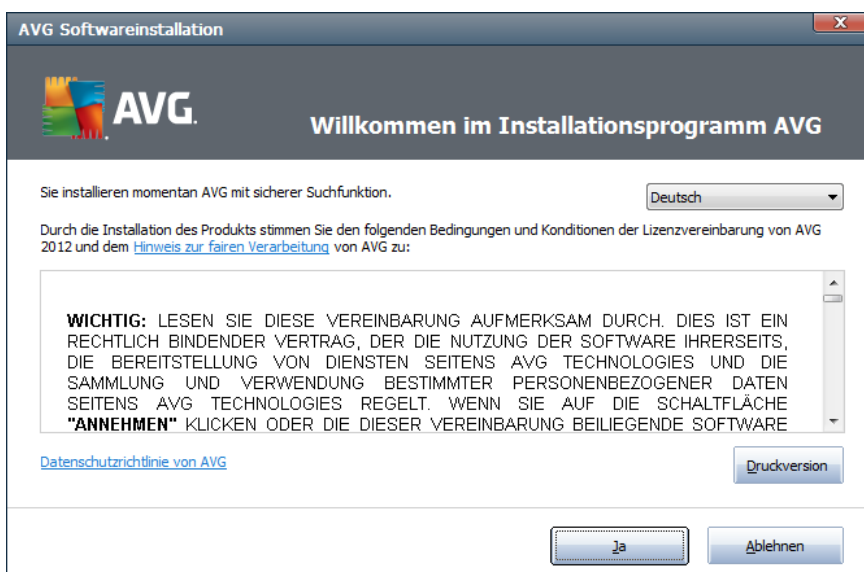 AVG Softwareinstallation
X
AVG.
Willkommen im Installationsprogramm AVG
Sie installieren momentan AVG mit sicherer Suchfunktion.
Deutsch
Durch die Installation des Produkts stimmen Sie den folgenden Bedingungen und Konditionen der Lizenzvereinbarung von AVG
2012 und dem Hinweis zur fairen Verarbeitung von AVG zu:
WICHTIG: LESEN SIE DIESE VEREINBARUNG AUFMERKSAM DURCH. DIES IST EIN
RECHTLICH BINDENDER VERTRAG, DER DIE NUTZUNG DER SOFTWARE IHRERSEITS,
DIE BEREITSTELLUNG VON DIENSTEN SEITENS AVG TECHNOLOGIES UND DIE
SAMMLUNG UND VERWENDUNG BESTIMMTER PERSONENBEZOGENER DATEN
SEITENS AVG TECHNOLOGIES REGELT. WENN SIE AUF DIE SCHALTFLÄCHE
"ANNEHMEN" KLICKEN ODER DIE DIESER VEREINBARUNG BEILIEGENDE SOFTWARE
Datenschutzrichtlinie von AVG
Druckversion
Ja
Ablehnen